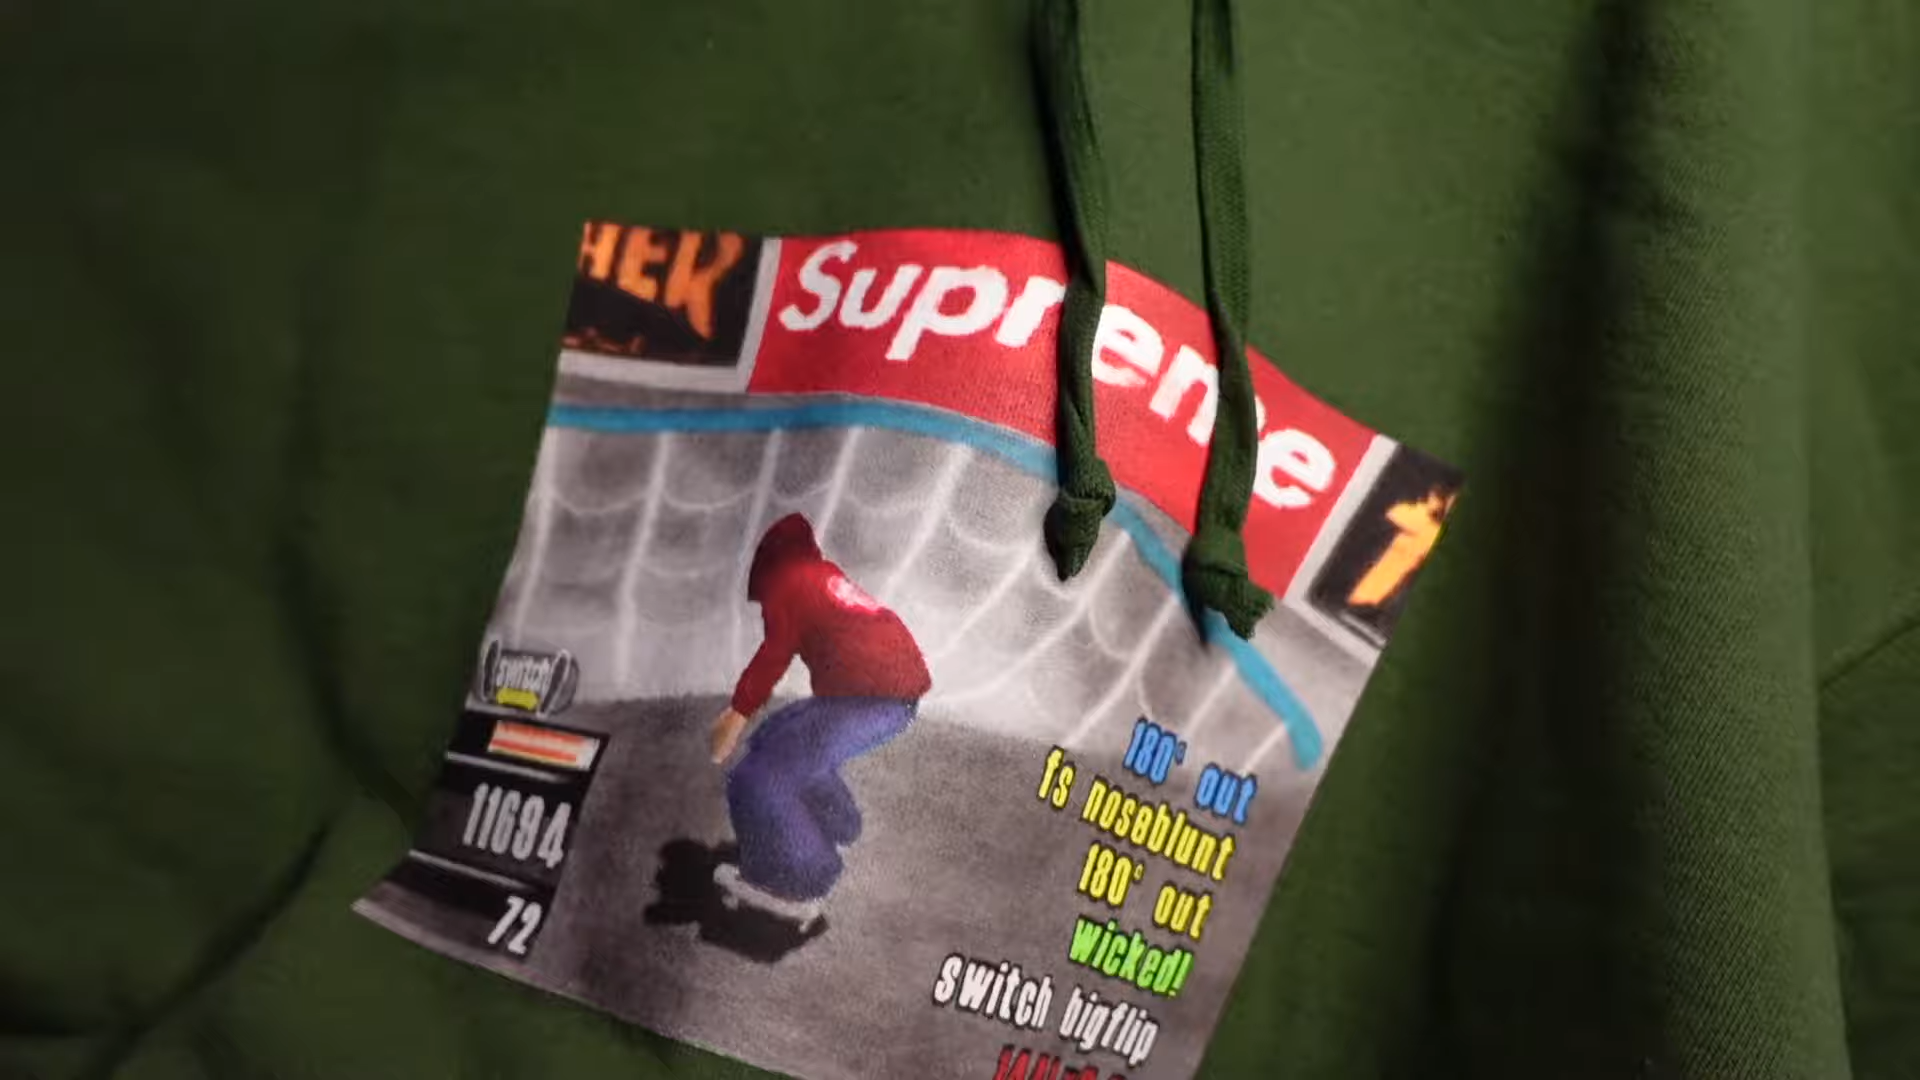 HER
Supreme
switch
11694
72
180° out
fs noseblunt
180° out
wicked!
switch bigflip